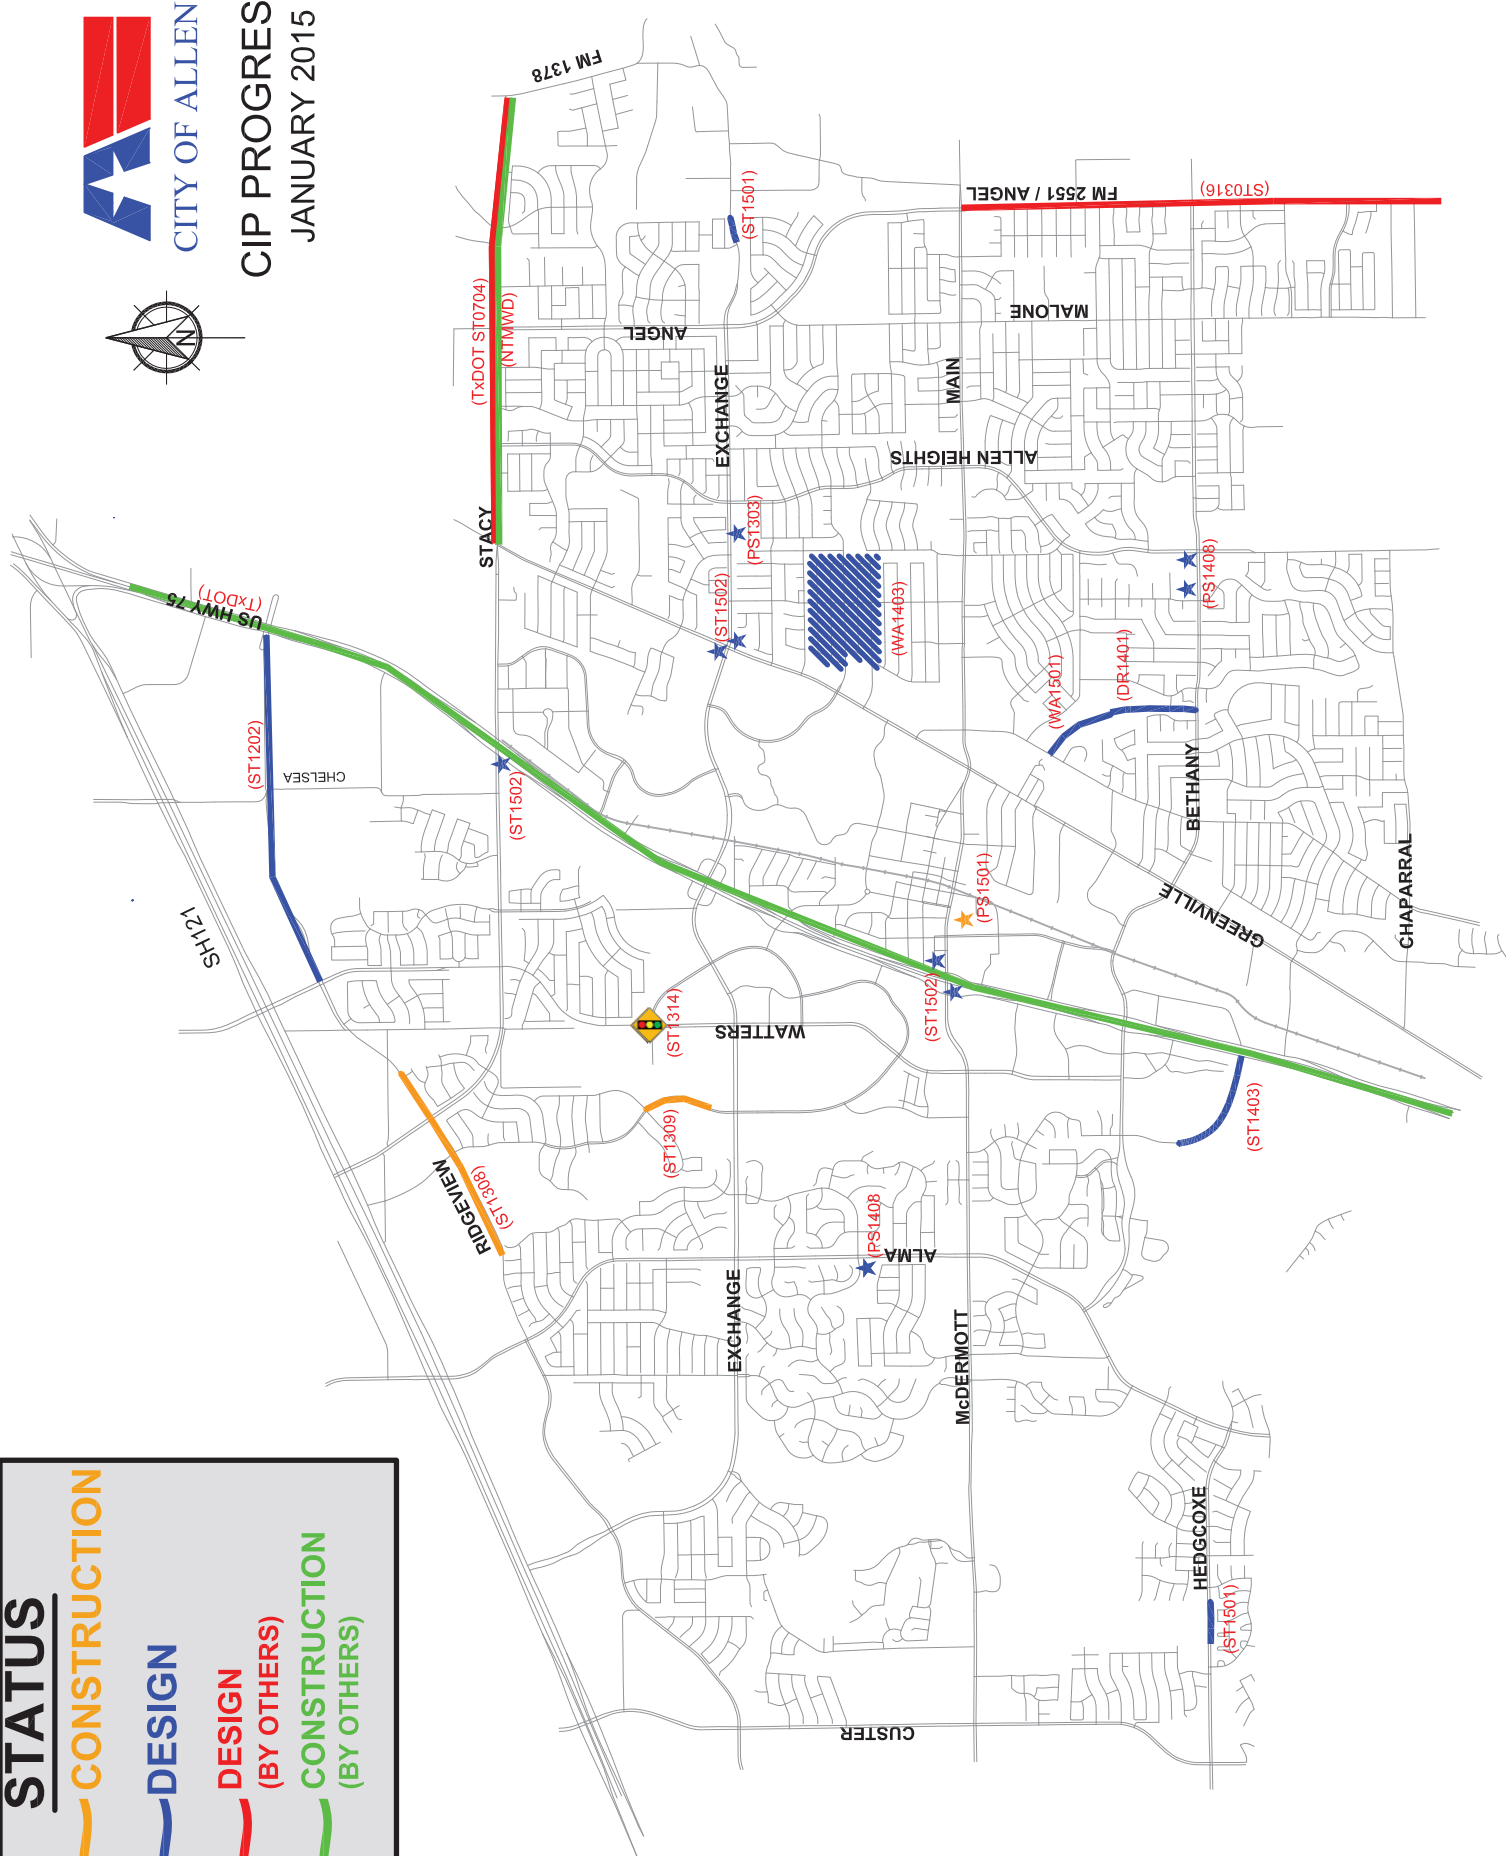 CITY OF ALLEN
CIP PROGRES
JANUARY 2015
N
STATUS
CONSTRUCTION
DESIGN
DESIGN
(BY OTHERS)
CONSTRUCTION
(BY OTHERS)
FM 1378
(TxDOT ST0704)
(NTMWD)
STACY
US HWY 75
(TxDOT)
(ST1202)
CHELSEA
SH121
(ST1502)
RIDGEVIEW
(ST1308)
(ST1501)
ANGEL
EXCHANGE
(PS1303)
(ST1502)
(WA1403)
(ST1314)
WATTERS
(ST1309)
EXCHANGE
(PS1408
ALMA
FM 2551 / ANGEL
(ST0316)
MALONE
MAIN
ALLEN HEIGHTS
(PS1408)
(WA1501)
(DR1401)
BETHANY
(PS1501)
(ST1502)
GREENVILLE
CHAPARRAL
(ST1403)
McDERMOTT
HEDGCOXE
(ST1501)
CUSTER